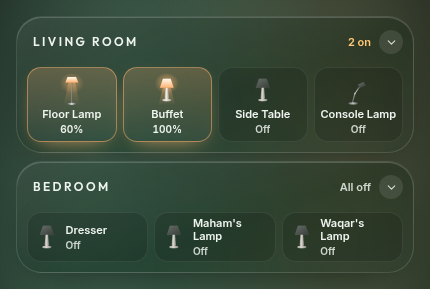 LIVING ROOM
2 on
Floor Lamp
60%
Buffet
100%
Side Table
Off
Console Lamp
Off
BEDROOM
All off
Dresser
Off
Maham's
Lamp
Off
Waqar's
Lamp
Off